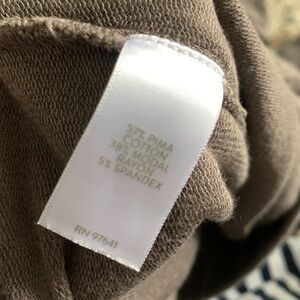 57% PIMA
COTTON
38% MODAL
RAYON
5% SPANDEX
RN 97641